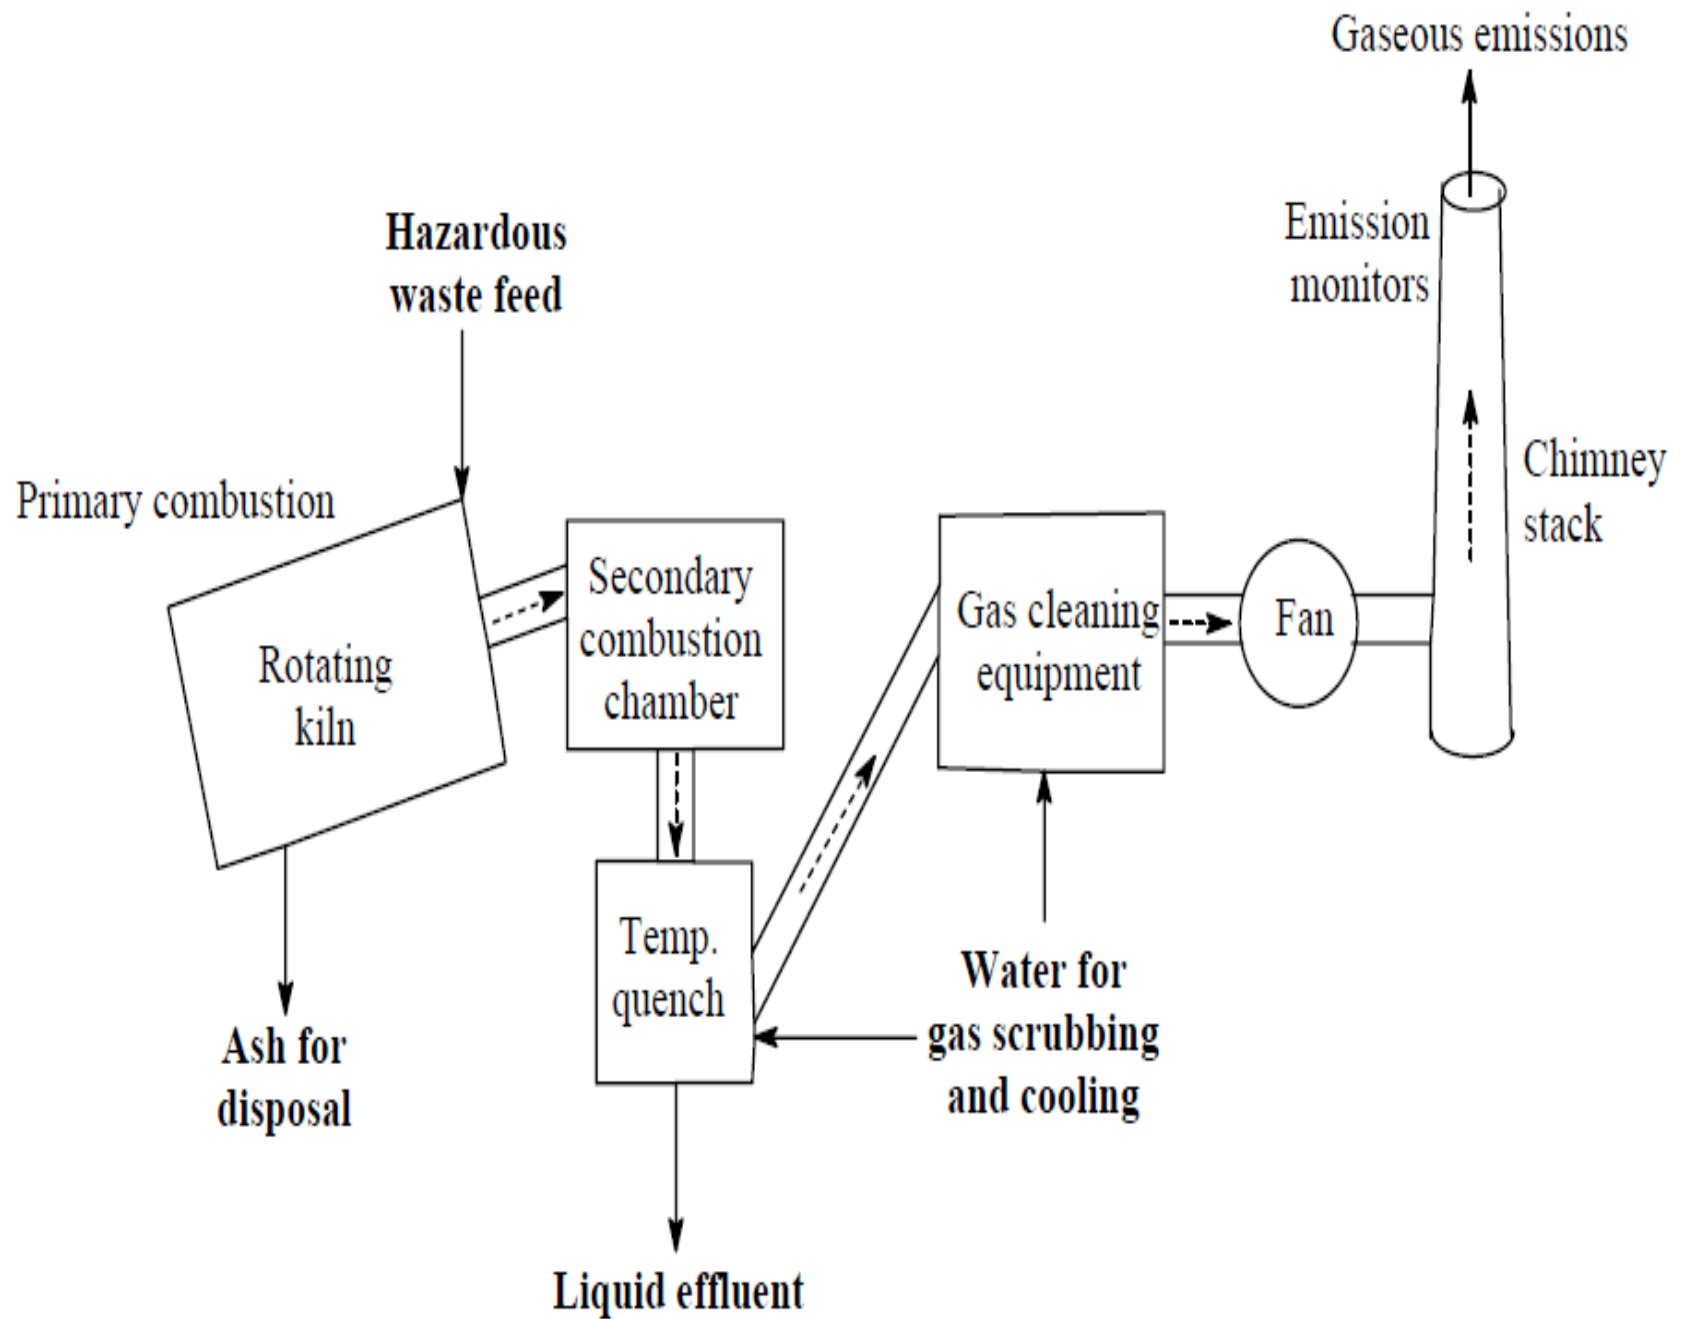 Gaseous emissions
Emission
monitors
Hazardous
waste feed
Chimney
stack
Primary combustion
Rotating
kiln
Secondary
combustion
chamber
Gas cleaning
equipment
Fan
Temp.
quench
Water for
gas scrubbing
and cooling
Ash for
disposal
Liquid effluent